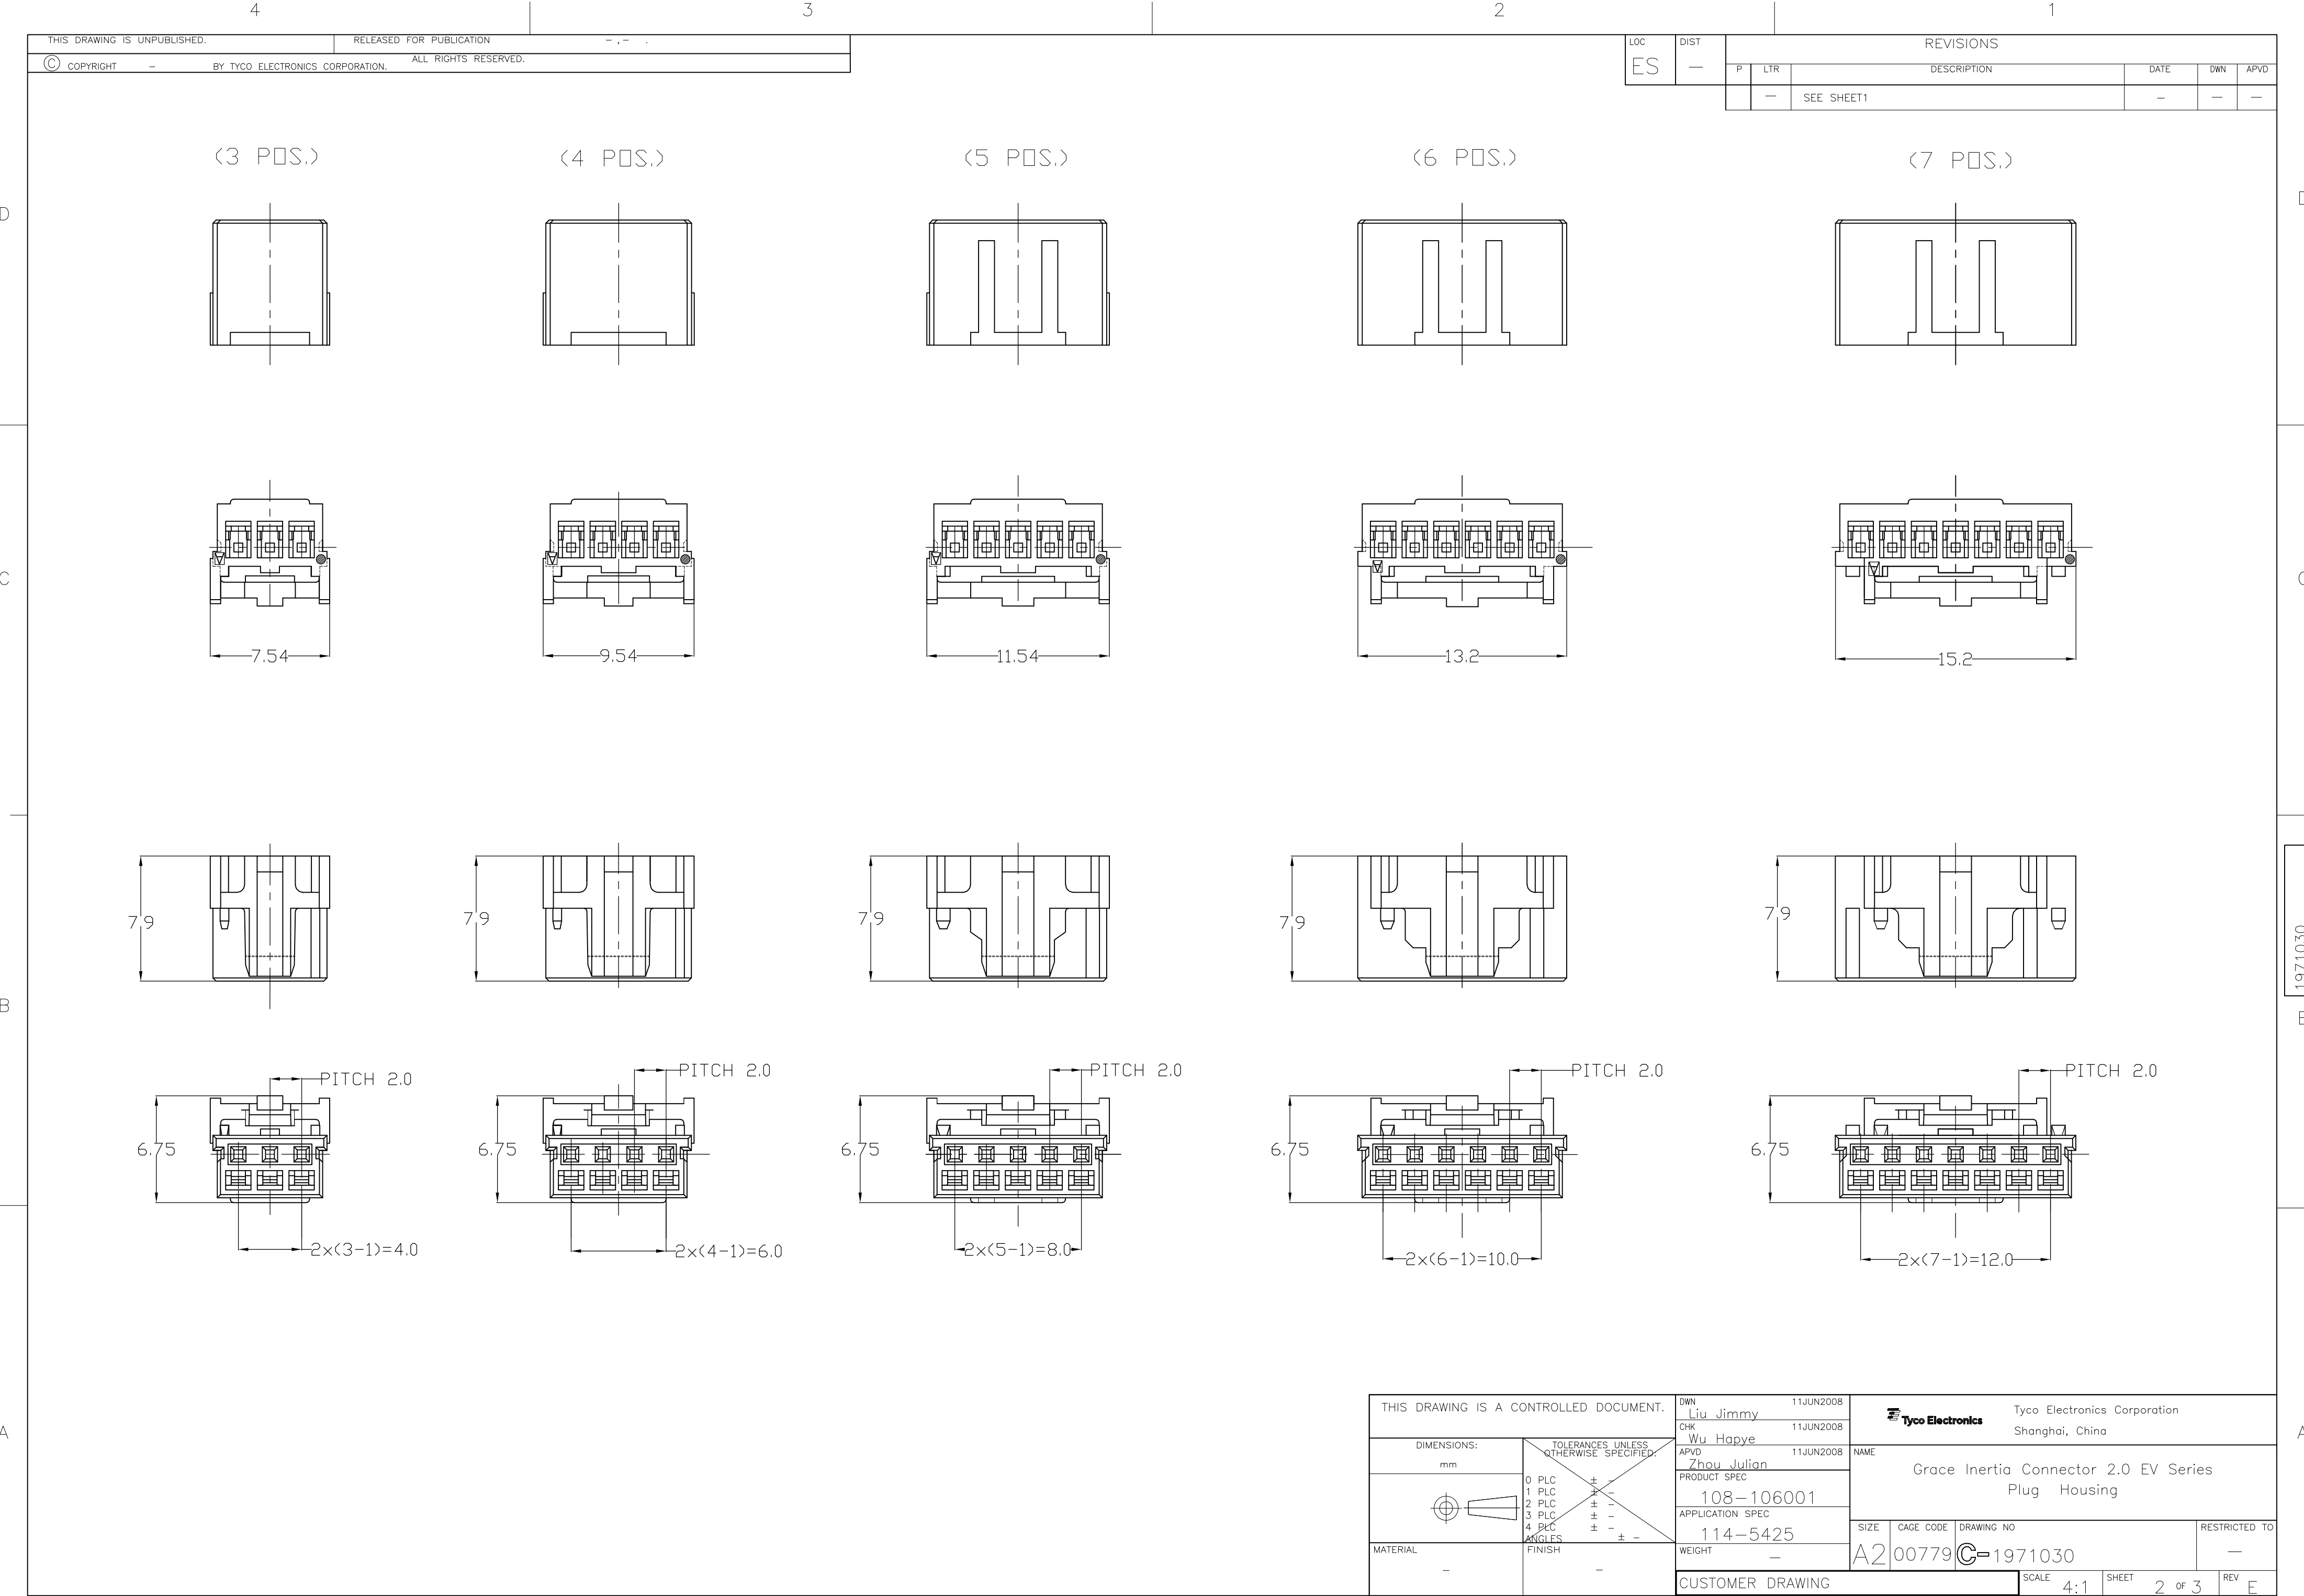 4 3 2 1
THIS DRAWING IS UNPUBLISHED. RELEASED FOR PUBLICATION - ,- .
© COPYRIGHT - BY TYCO ELECTRONICS CORPORATION. ALL RIGHTS RESERVED.
LOC DIST REVISIONS
ES -
P LTR DESCRIPTION DATE DWN APVD
- SEE SHEET1 - - -
(3 POS.) (4 POS.) (5 POS.) (6 POS.) (7 POS.)
D
C
7.54 9.54 11.54 13.2 15.2
7.9 7.9 7.9 7.9 7.9
1971030
B
PITCH 2.0 PITCH 2.0 PITCH 2.0 PITCH 2.0 PITCH 2.0
6.75 6.75 6.75 6.75 6.75
2x(3-1)=4.0 2x(4-1)=6.0 2x(5-1)=8.0 2x(6-1)=10.0 2x(7-1)=12.0
A
THIS DRAWING IS A CONTROLLED DOCUMENT.
DIMENSIONS:
mm
TOLERANCES UNLESS
OTHERWISE SPECIFIED:
0 PLC ± -
1 PLC ± -
2 PLC ± -
3 PLC ± -
4 PLC ± -
ANGLES ± -
MATERIAL
-
FINISH
-
DWN 11JUN2008
Liu Jimmy
CHK 11JUN2008
Wu Hapye
APVD 11JUN2008
Zhou Julian
PRODUCT SPEC
108-106001
APPLICATION SPEC
114-5425
WEIGHT
-
CUSTOMER DRAWING
Tyco Electronics
Tyco Electronics Corporation
Shanghai, China
NAME
Grace Inertia Connector 2.0 EV Series
Plug Housing
SIZE CAGE CODE DRAWING NO RESTRICTED TO
A2 00779 C-1971030 -
SCALE 4:1 SHEET 2 OF 3 REV E